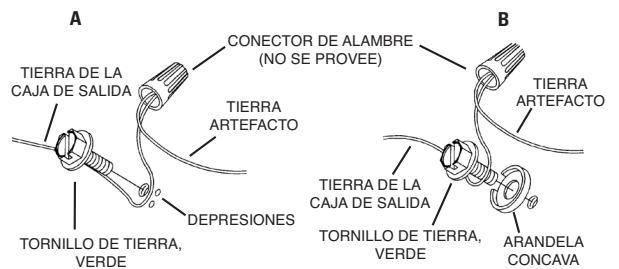 A
B
CONECTOR DE ALAMBRE
(NO SE PROVEE)
TIERRA DE LA
CAJA DE SALIDA
TIERRA
ARTEFACTO
DEPRESIONES
TORNILLO DE TIERRA,
VERDE
TIERRA
ARTEFACTO
TIERRA DE LA
CAJA DE SALIDA
TORNILLO DE TIERRA,
VERDE
ARANDELA
CONCAVA